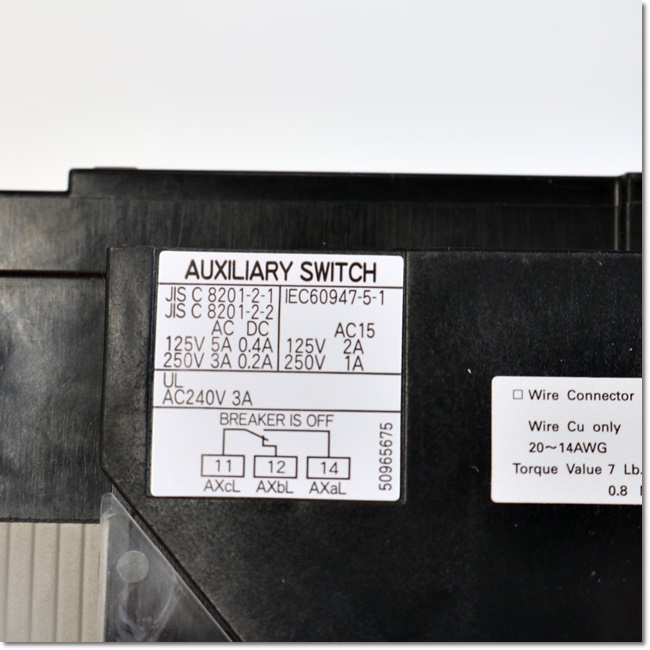 AUXILIARY SWITCH
JIS C 8201-2-1
JIS C 8201-2-2
AC DC
125V 5A 0.4A
250V 3A 0.2A
IEC60947-5-1
AC15
125V 2A
250V 1A
UL
AC240V 3A
BREAKER IS OFF
11 12 14
AXcL AXbL AXaL
50965675
□ Wire Connector
Wire Cu only
20~14AWG
Torque Value 7 Lb.
0.8